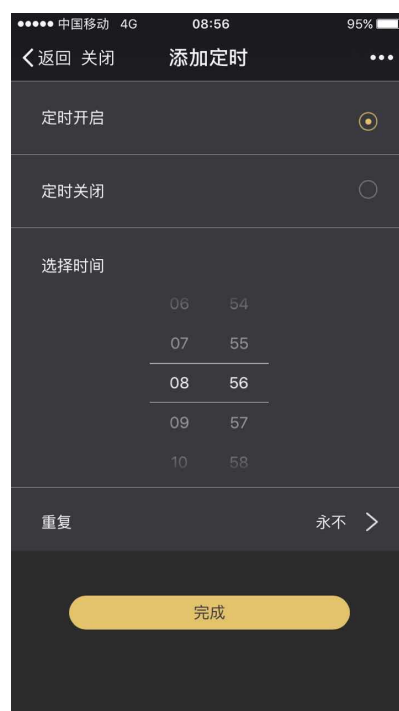 中国移动 4G 08:56 95%
返回 关闭 添加定时
定时开启
定时关闭
选择时间
06 54
07 55
08 56
09 57
10 58
重复 永不
完成